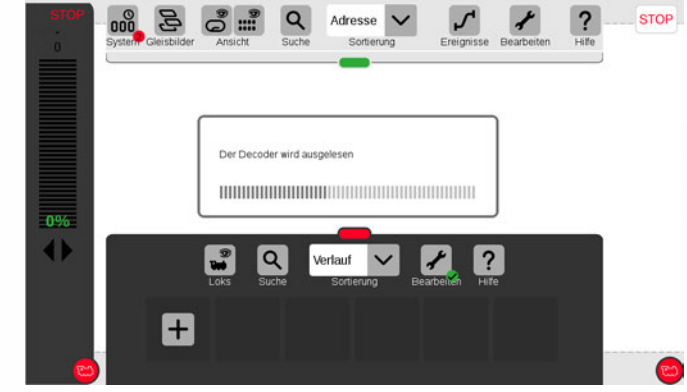 STOP
-
0
0%
System
Gleisbilder
Ansicht
Suche
Adresse
Sortierung
Ereignisse
Bearbeiten
?
Hilfe
STOP
Der Decoder wird ausgelesen
Loks
Suche
Verlauf
Sortierung
Bearbeiten
?
Hilfe
+